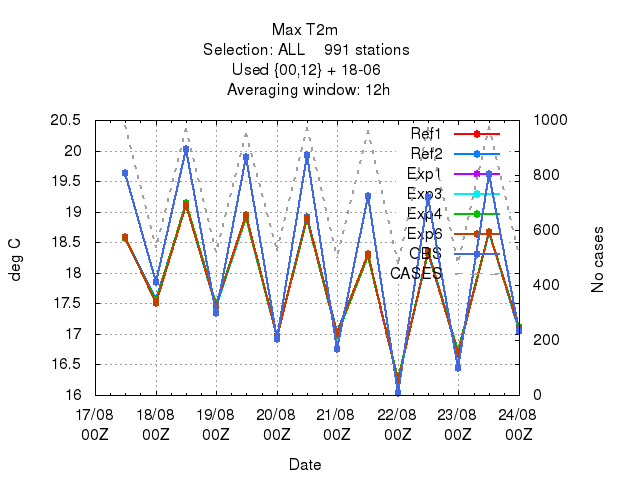 Max T2m
Selection: ALL    991 stations
Used {00,12} + 18-06
Averaging window: 12h
20.5
20
19.5
19
18.5
18
17.5
17
16.5
16
deg C
1000
800
600
400
200
0
No cases
Ref1
Ref2
Exp1
Exp3
Exp4
Exp6
OBS
CASES
17/08 18/08 19/08 20/08 21/08 22/08 23/08 24/08
00Z 00Z 00Z 00Z 00Z 00Z 00Z 00Z
Date